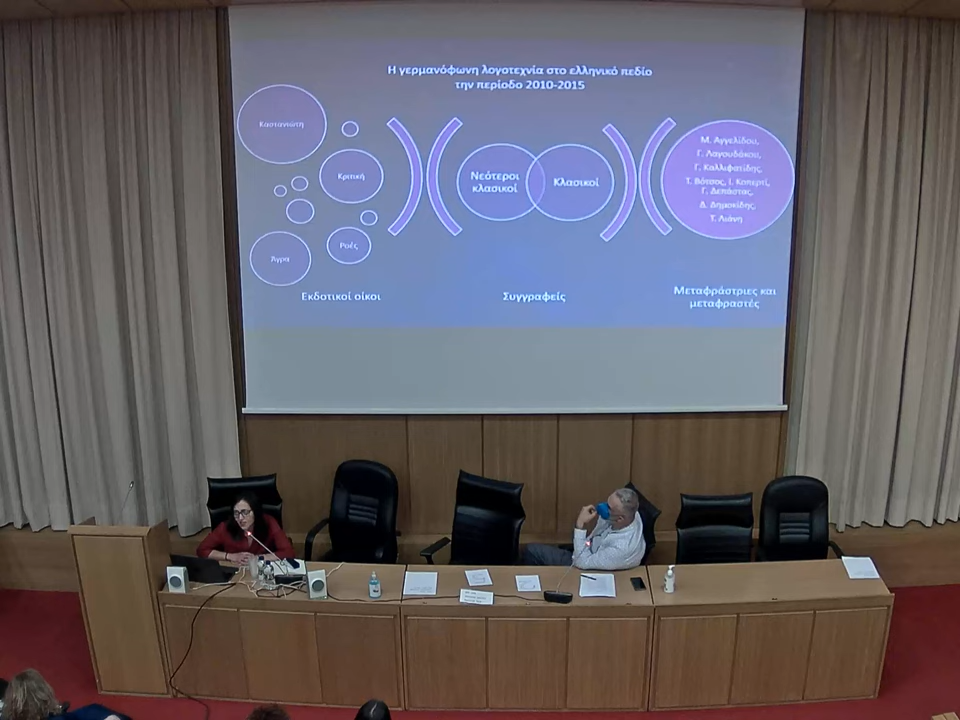 Η γερμανόφωνη λογοτεχνία στο ελληνικό πεδίο
την περίοδο 2010-2015
Καστανιώτη
Κριτική
Άγρα
Ροές
Εκδοτικοί οίκοι
Νεότεροι
κλασικοί
Κλασικοί
Συγγραφείς
Μ. Αγγελίδου,
Γ. Λαγουδάκου,
Γ. Καλλιφατίδης,
Τ. Βότσος, Ι. Κοπερτί,
Γ. Δεπάστας,
Δ. Δημοκίδης,
Τ. Λιάνη
Μεταφράστριες και
μεταφραστές